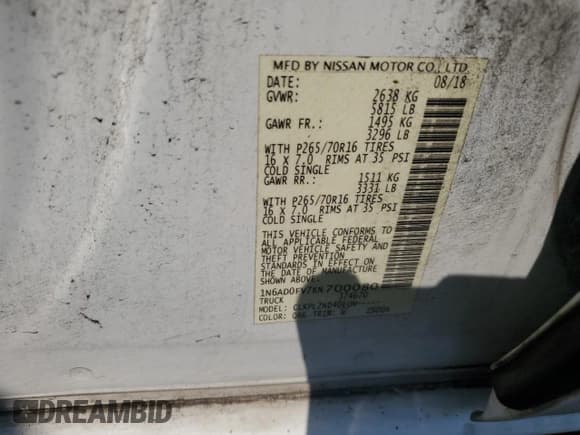 MFD BY NISSAN MOTOR CO., LTD
DATE: 08/18
GVWR: 2638 KG
5815 LB
GAWR FR.: 1495 KG
3296 LB
WITH P265/70R16 TIRES
16 X 7.0 RIMS AT 35 PSI
COLD SINGLE
GAWR RR.: 1511 KG
3331 LB
WITH P265/70R16 TIRES
16 X 7.0 RIMS AT 35 PSI
COLD SINGLE
THIS VEHICLE CONFORMS TO
ALL APPLICABLE FEDERAL
MOTOR VEHICLE SAFETY AND
THEFT PREVENTION
STANDARDS IN EFFECT ON
THE DATE OF MANUFACTURE
SHOWN ABOVE.
TRUCK
MODEL:
COLOR: TRIM:
DREAMBID